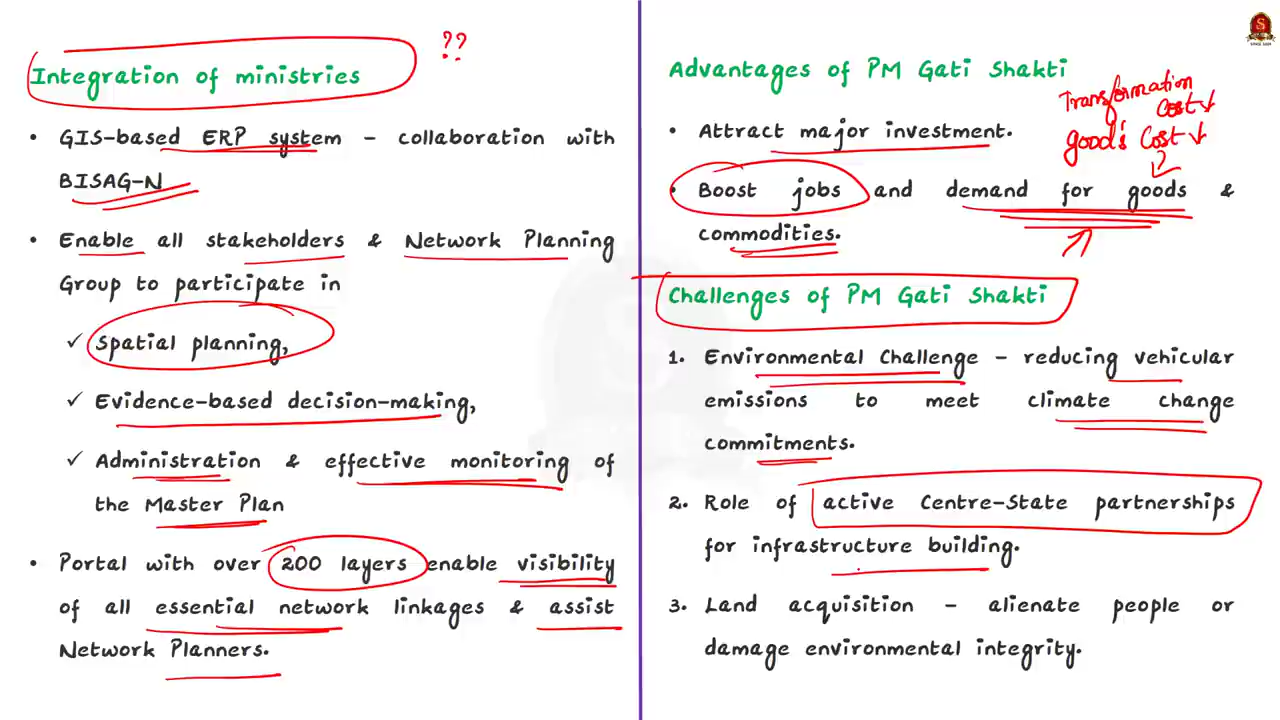 Integration of ministries
??
• GIS-based ERP system – collaboration with
BISAG-N
• Enable all stakeholders & Network Planning
Group to participate in
✓ Spatial planning,
✓ Evidence-based decision-making,
✓ Administration & effective monitoring of
the Master Plan
• Portal with over 200 layers enable visibility
of all essential network linkages & assist
Network Planners.
Advantages of PM Gati Shakti
Transformation
Cost↓
good's Cost↓
?
• Attract major investment.
• Boost jobs and demand for goods &
commodities.
Challenges of PM Gati Shakti
1. Environmental Challenge – reducing vehicular
emissions to meet climate change
commitments.
2. Role of active Centre-State partnerships
for infrastructure building.
3. Land acquisition – alienate people or
damage environmental integrity.